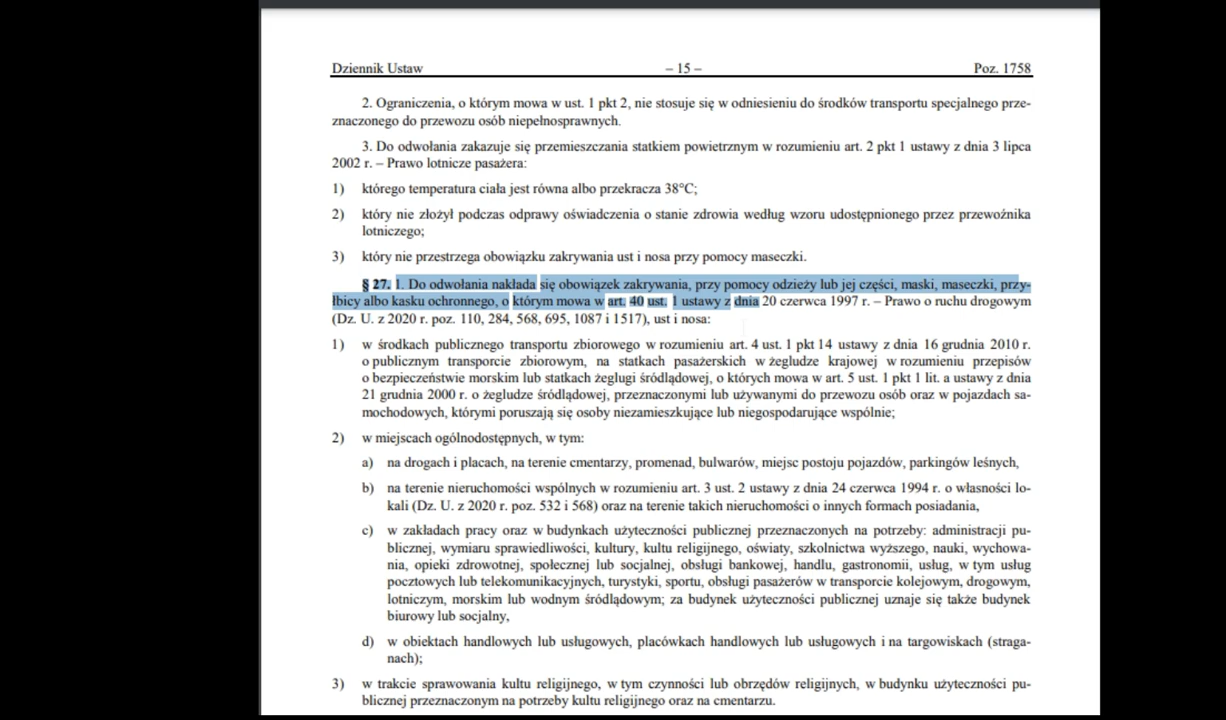 Dziennik Ustaw – 15 – Poz. 1758
2. Ograniczenia, o którym mowa w ust. 1 pkt 2, nie stosuje się w odniesieniu do środków transportu specjalnego prze-
znaczonego do przewozu osób niepełnosprawnych.
3. Do odwołania zakazuje się przemieszczania statkiem powietrznym w rozumieniu art. 2 pkt 1 ustawy z dnia 3 lipca
2002 r. – Prawo lotnicze pasażera:
1) którego temperatura ciała jest równa albo przekracza 38°C;
2) który nie złożył podczas odprawy oświadczenia o stanie zdrowia według wzoru udostępnionego przez przewoźnika
lotniczego;
3) który nie przestrzega obowiązku zakrywania ust i nosa przy pomocy maseczki.
§ 27. 1. Do odwołania nakłada się obowiązek zakrywania, przy pomocy odzieży lub jej części, maski, maseczki, przy-
łbicy albo kasku ochronnego, o którym mowa w art. 40 ust. 1 ustawy z dnia 20 czerwca 1997 r. – Prawo o ruchu drogowym
(Dz. U. z 2020 r. poz. 110, 284, 568, 695, 1087 i 1517), ust i nosa:
1) w środkach publicznego transportu zbiorowego w rozumieniu art. 4 ust. 1 pkt 14 ustawy z dnia 16 grudnia 2010 r.
o publicznym transporcie zbiorowym, na statkach pasażerskich w żegludze krajowej w rozumieniu przepisów
o bezpieczeństwie morskim lub statkach żeglugi śródlądowej, o których mowa w art. 5 ust. 1 pkt 1 lit. a ustawy z dnia
21 grudnia 2000 r. o żegludze śródlądowej, przeznaczonymi lub używanymi do przewozu osób oraz w pojazdach sa-
mochodowych, którymi poruszają się osoby niezamieszkujące lub niegospodarujące wspólnie;
2) w miejscach ogólnodostępnych, w tym:
a) na drogach i placach, na terenie cmentarzy, promenad, bulwarów, miejsc postoju pojazdów, parkingów leśnych,
b) na terenie nieruchomości wspólnych w rozumieniu art. 3 ust. 2 ustawy z dnia 24 czerwca 1994 r. o własności lo-
kali (Dz. U. z 2020 r. poz. 532 i 568) oraz na terenie takich nieruchomości o innych formach posiadania,
c) w zakładach pracy oraz w budynkach użyteczności publicznej przeznaczonych na potrzeby: administracji pu-
blicznej, wymiaru sprawiedliwości, kultury, kultu religijnego, oświaty, szkolnictwa wyższego, nauki, wychowa-
nia, opieki zdrowotnej, społecznej lub socjalnej, obsługi bankowej, handlu, gastronomii, usług, w tym usług
pocztowych lub telekomunikacyjnych, turystyki, sportu, obsługi pasażerów w transporcie kolejowym, drogowym,
lotniczym, morskim lub wodnym śródlądowym; za budynek użyteczności publicznej uznaje się także budynek
biurowy lub socjalny,
d) w obiektach handlowych lub usługowych, placówkach handlowych lub usługowych i na targowiskach (straga-
nach);
3) w trakcie sprawowania kultu religijnego, w tym czynności lub obrzędów religijnych, w budynku użyteczności pu-
blicznej przeznaczonym na potrzeby kultu religijnego oraz na cmentarzu.